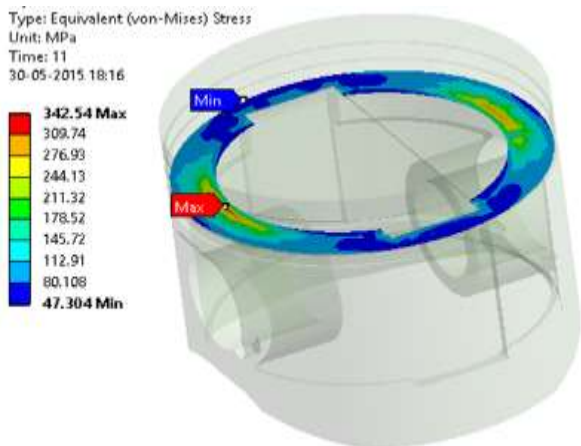 Type: Equivalent (von-Mises) Stress
Unit: MPa
Time: 11
30-05-2015 18:16
342.54 Max
309.74
276.93
244.13
211.32
178.52
145.72
112.91
80.108
47.304 Min
Min
Max